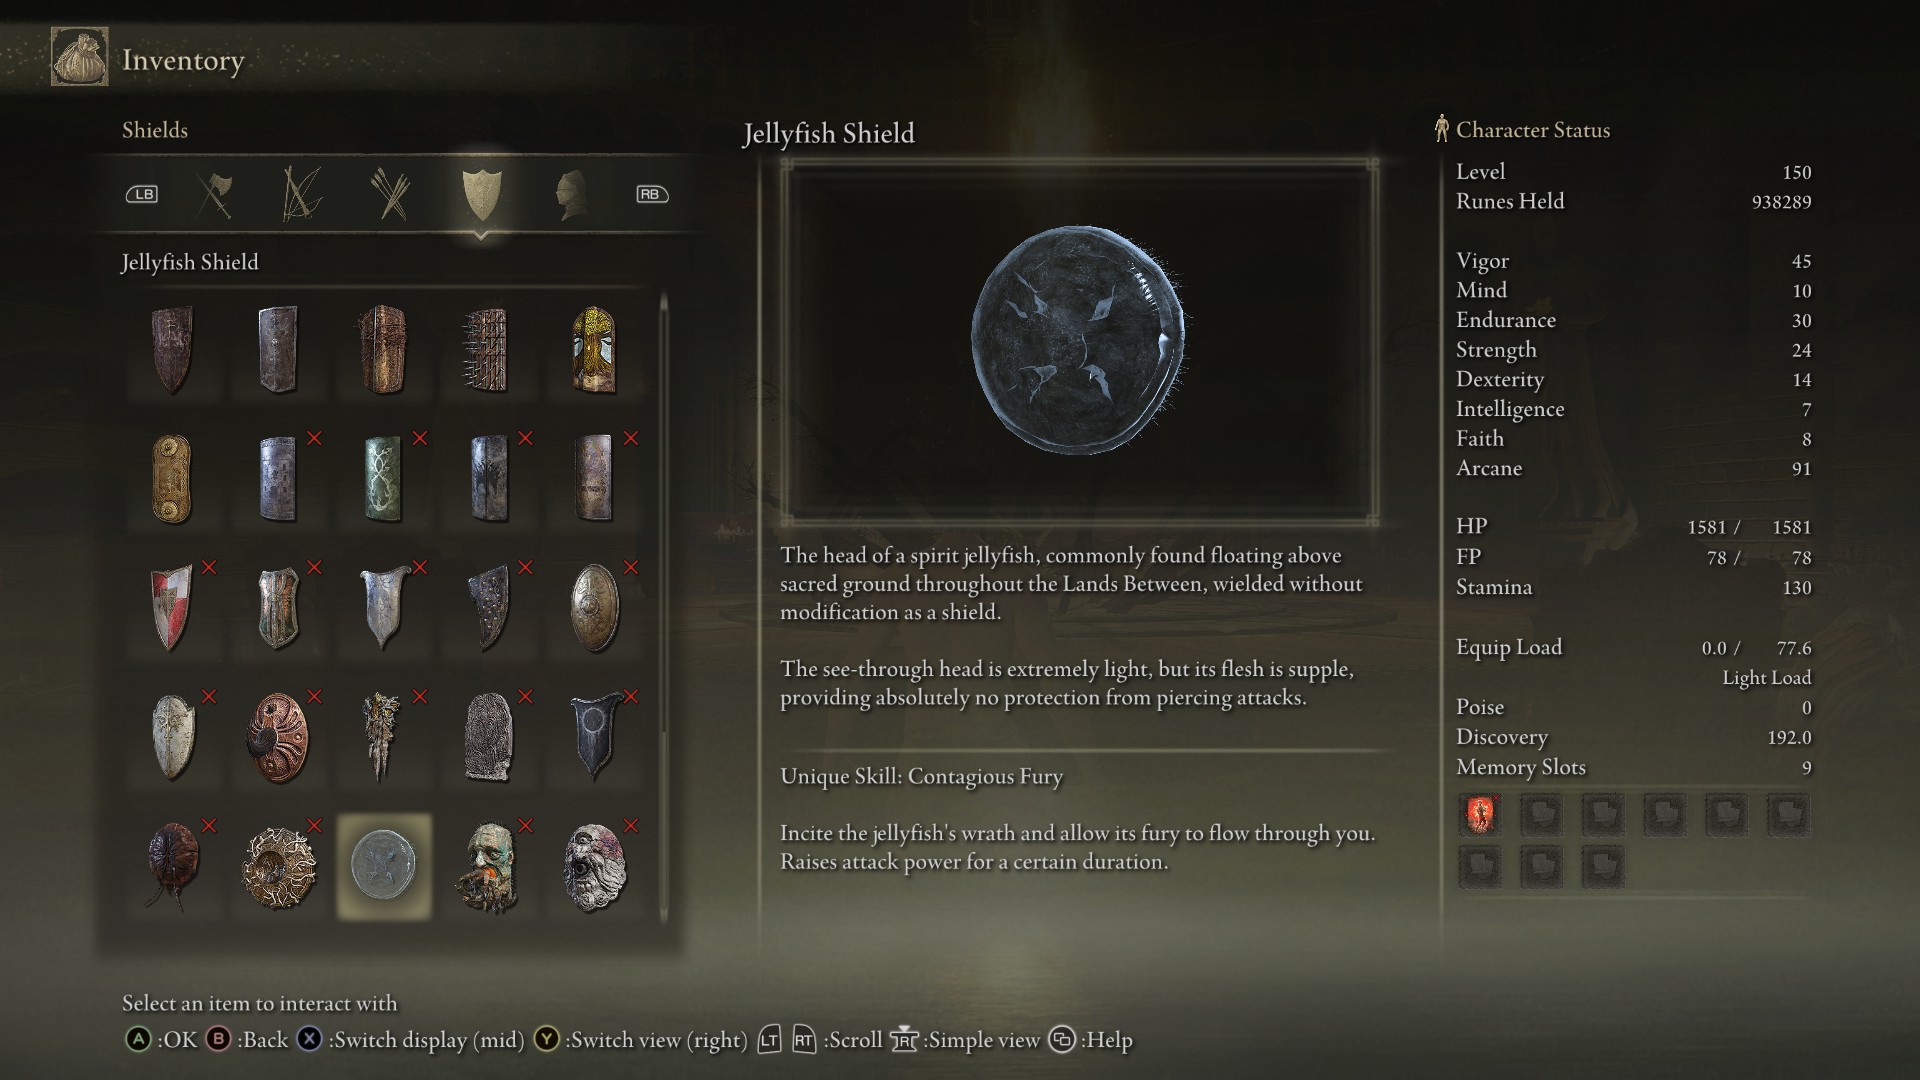 Inventory
Shields
LB
RB
Jellyfish Shield
Jellyfish Shield
The head of a spirit jellyfish, commonly found floating above
sacred ground throughout the Lands Between, wielded without
modification as a shield.
The see-through head is extremely light, but its flesh is supple,
providing absolutely no protection from piercing attacks.
Unique Skill: Contagious Fury
Incite the jellyfish's wrath and allow its fury to flow through you.
Raises attack power for a certain duration.
Character Status
Level 150
Runes Held 938289
Vigor 45
Mind 10
Endurance 30
Strength 24
Dexterity 14
Intelligence 7
Faith 8
Arcane 91
HP 1581 / 1581
FP 78 / 78
Stamina 130
Equip Load 0.0 / 77.6
Light Load
Poise 0
Discovery 192.0
Memory Slots 9
Select an item to interact with
A :OK B :Back X :Switch display (mid) Y :Switch view (right) LT RT :Scroll R :Simple view :Help